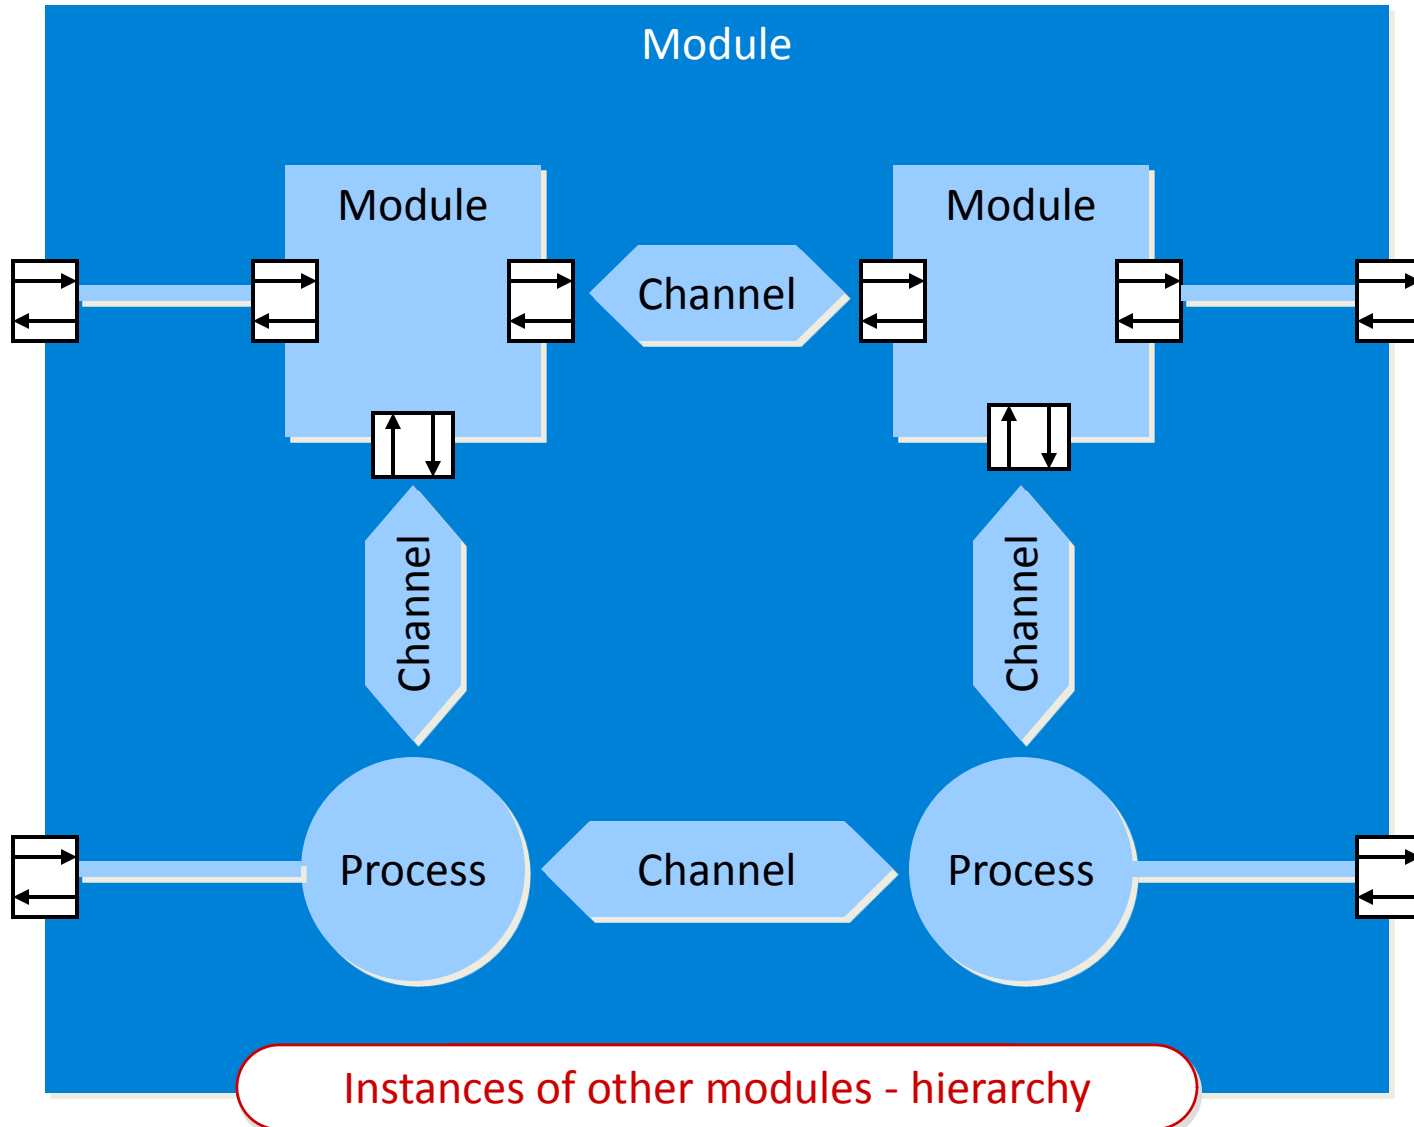 Module
Module
Module
Channel
Channel
Channel
Process
Channel
Process
Instances of other modules - hierarchy